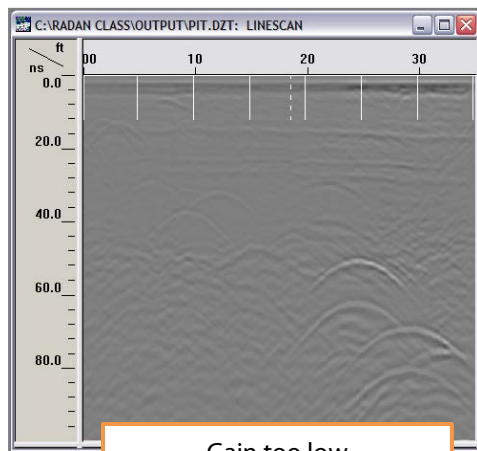 C:\RADAN CLASS\OUTPUT\PIT.DZT: LINESCAN
ft
ns
00 10 20 30
0.0
20.0
40.0
60.0
80.0
Gain too low